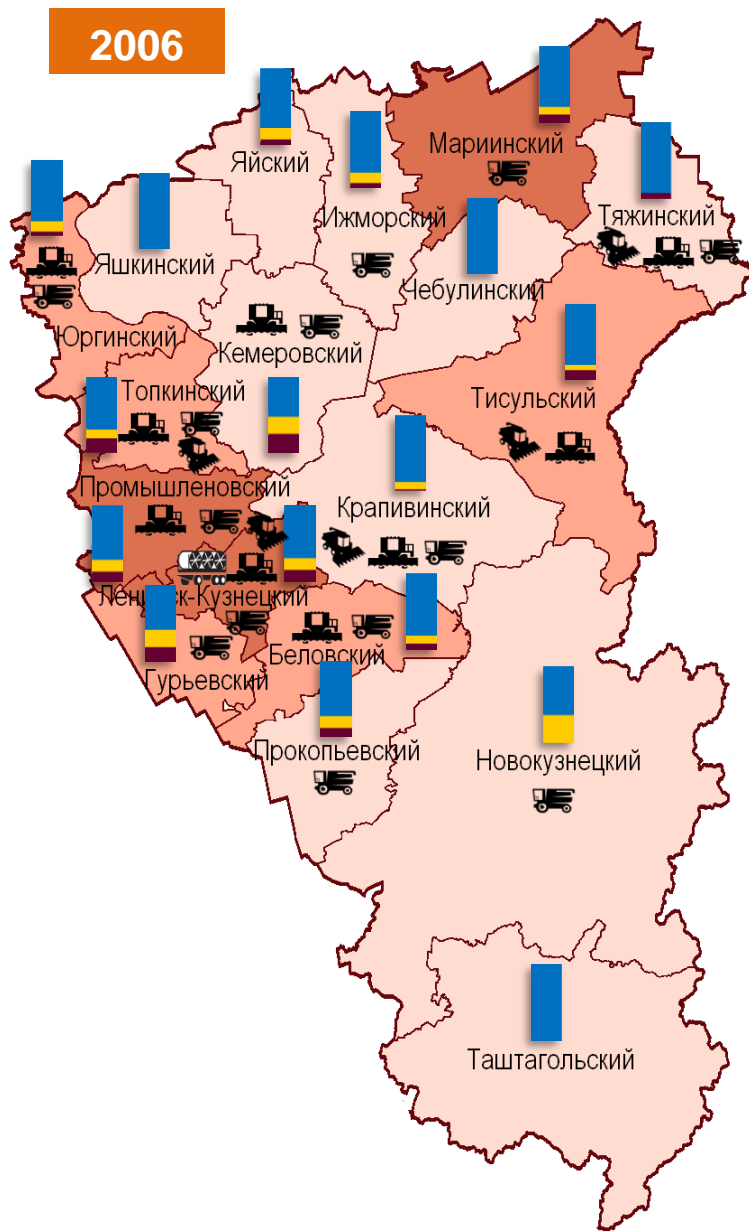 2006
Мариинский
Яйский
Ижморский
Тяжинский
Яшкинский
Чебулинский
Юргинский
Кемеровский
Топкинский
Тисульский
Промышленовский
Крапивинский
Ленинск-Кузнецкий
Беловский
Гурьевский
Прокопьевский
Новокузнецкий
Таштагольский